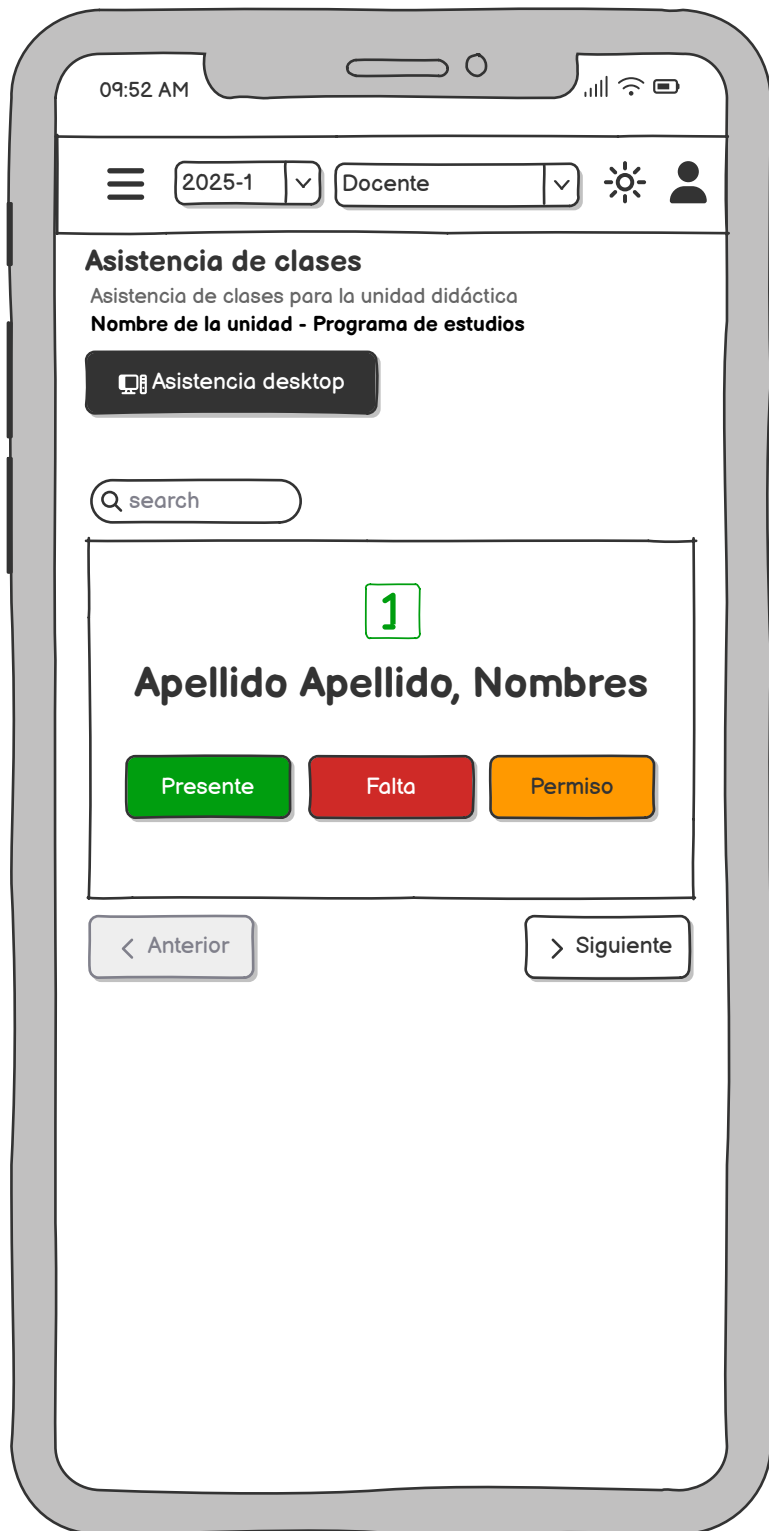 09:52 AM
2025-1 Docente
Asistencia de clases
Asistencia de clases para la unidad didáctica
Nombre de la unidad - Programa de estudios
Asistencia desktop
search
1
Apellido Apellido, Nombres
Presente Falta Permiso
Anterior Siguiente